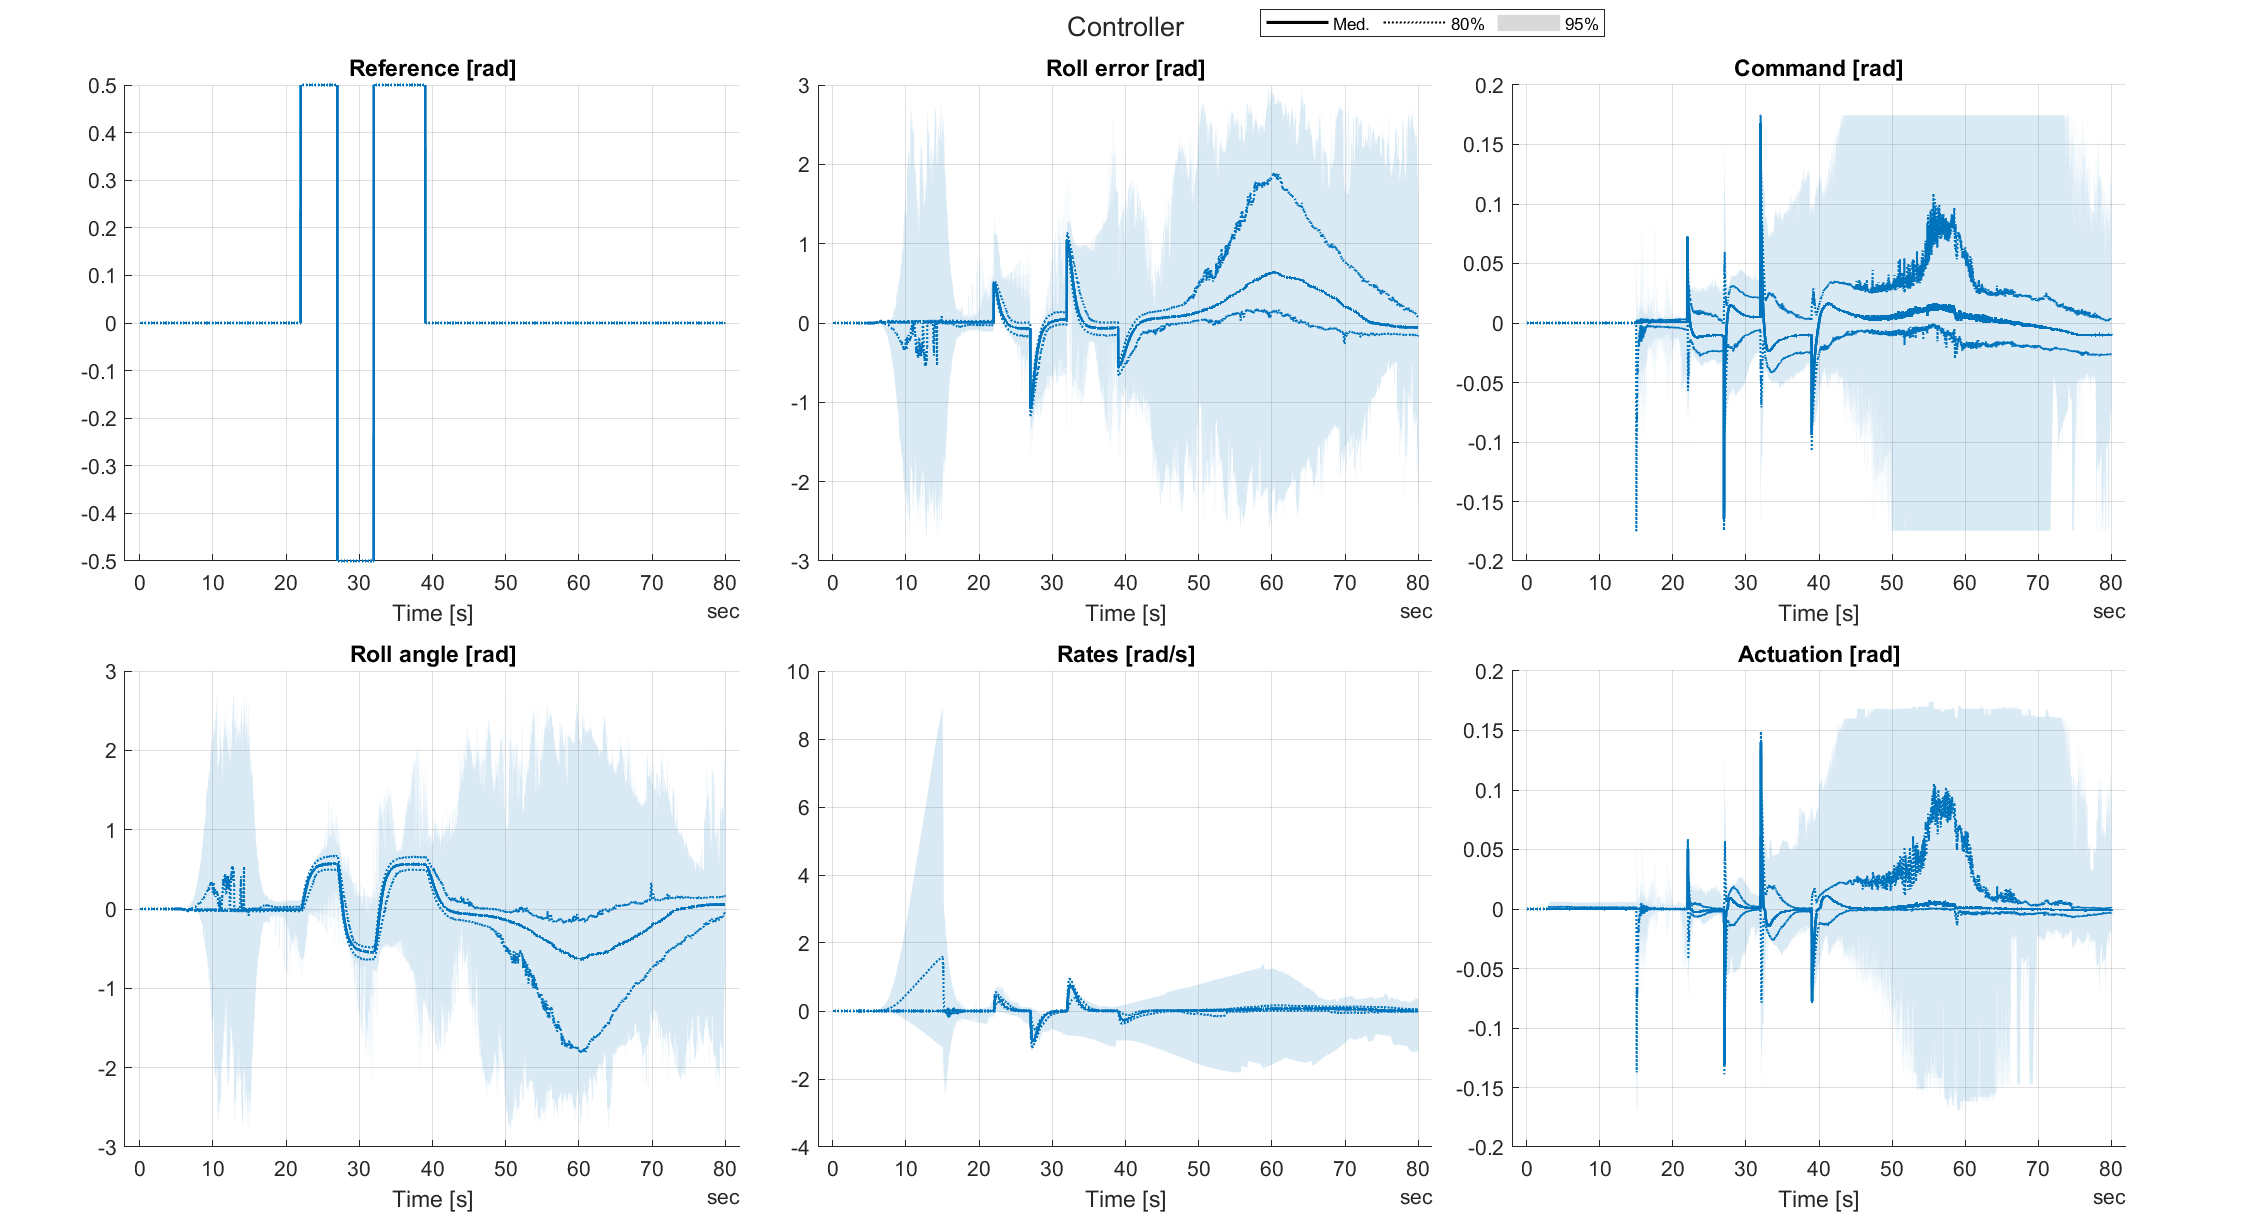 Controller
Med. 80% 95%
Reference [rad]
0.5
0.4
0.3
0.2
0.1
0
-0.1
-0.2
-0.3
-0.4
-0.5
0 10 20 30 40 50 60 70 80
Time [s]
sec
Roll error [rad]
3
2
1
0
-1
-2
-3
0 10 20 30 40 50 60 70 80
Time [s]
sec
Command [rad]
0.2
0.15
0.1
0.05
0
-0.05
-0.1
-0.15
-0.2
0 10 20 30 40 50 60 70 80
Time [s]
sec
Roll angle [rad]
3
2
1
0
-1
-2
-3
0 10 20 30 40 50 60 70 80
Time [s]
sec
Rates [rad/s]
10
8
6
4
2
0
-2
-4
0 10 20 30 40 50 60 70 80
Time [s]
sec
Actuation [rad]
0.2
0.15
0.1
0.05
0
-0.05
-0.1
-0.15
-0.2
0 10 20 30 40 50 60 70 80
Time [s]
sec